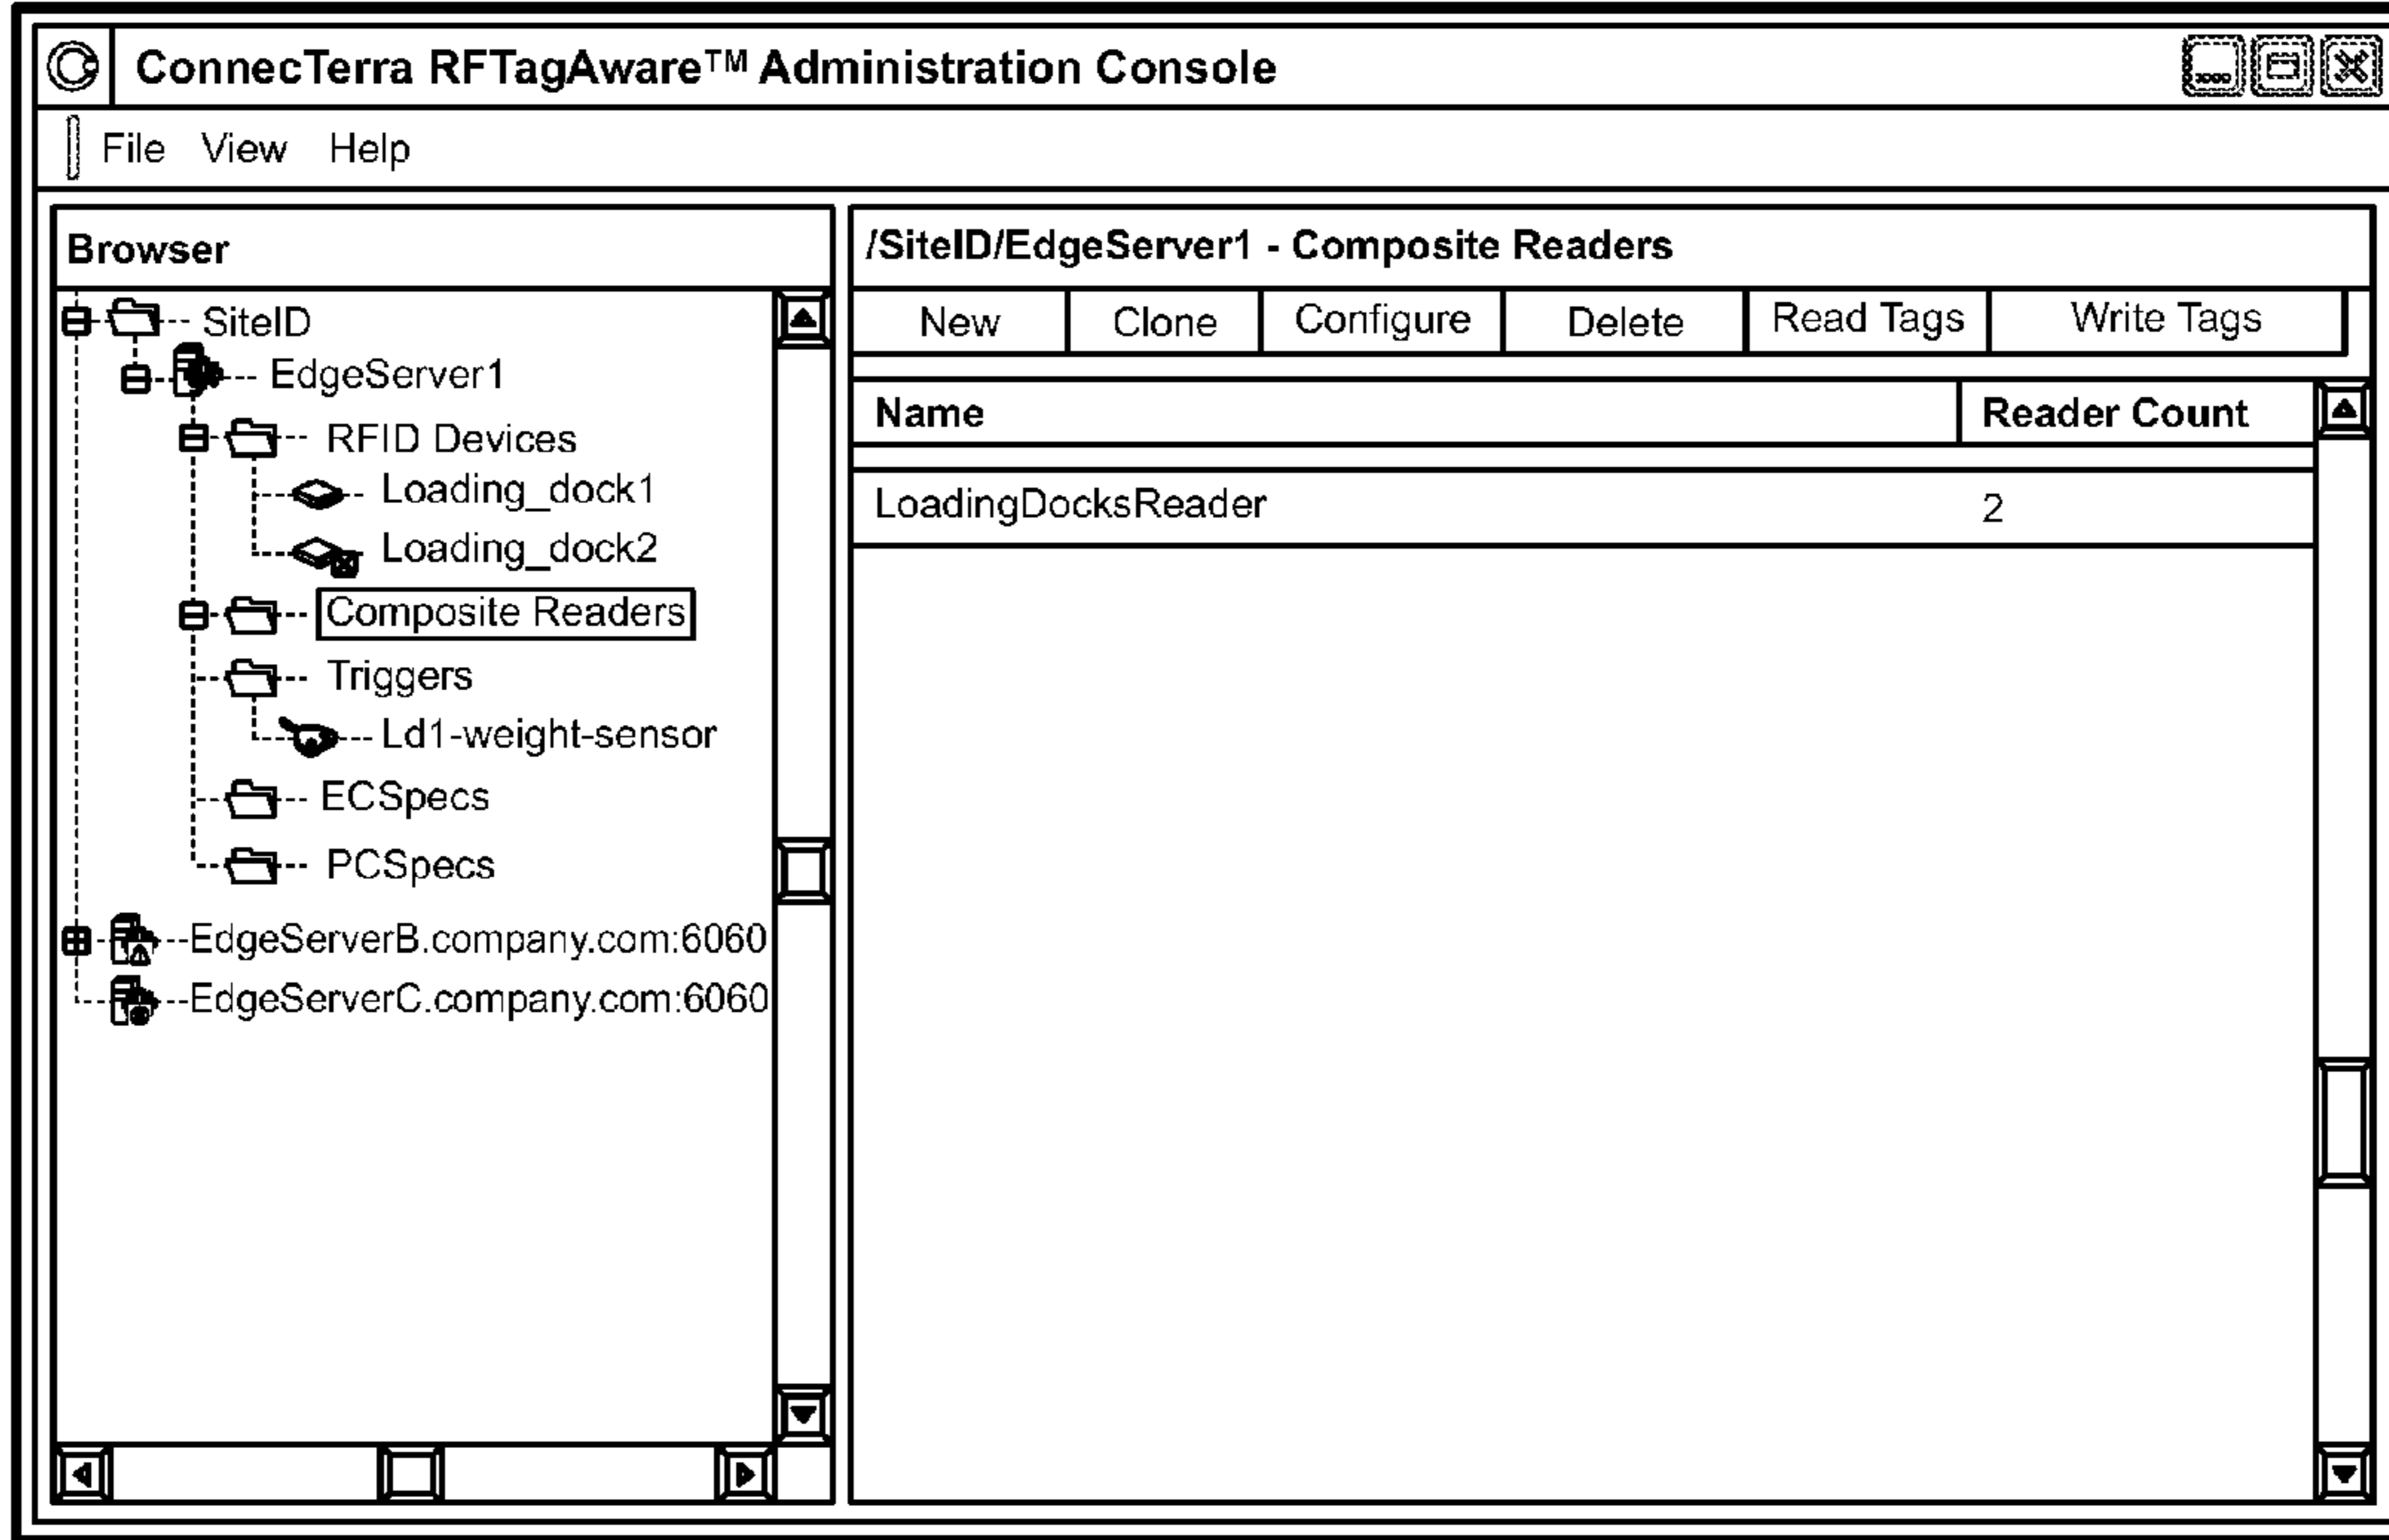 ConnecTerra RFTagAware™ Administration Console
File View Help
Browser
SiteID
EdgeServer1
RFID Devices
Loading_dock1
Loading_dock2
Composite Readers
Triggers
Ld1-weight-sensor
ECSpecs
PCSpecs
EdgeServerB.company.com:6060
EdgeServerC.company.com:6060
/SiteID/EdgeServer1 - Composite Readers
New Clone Configure Delete Read Tags Write Tags
Name Reader Count
LoadingDocksReader 2